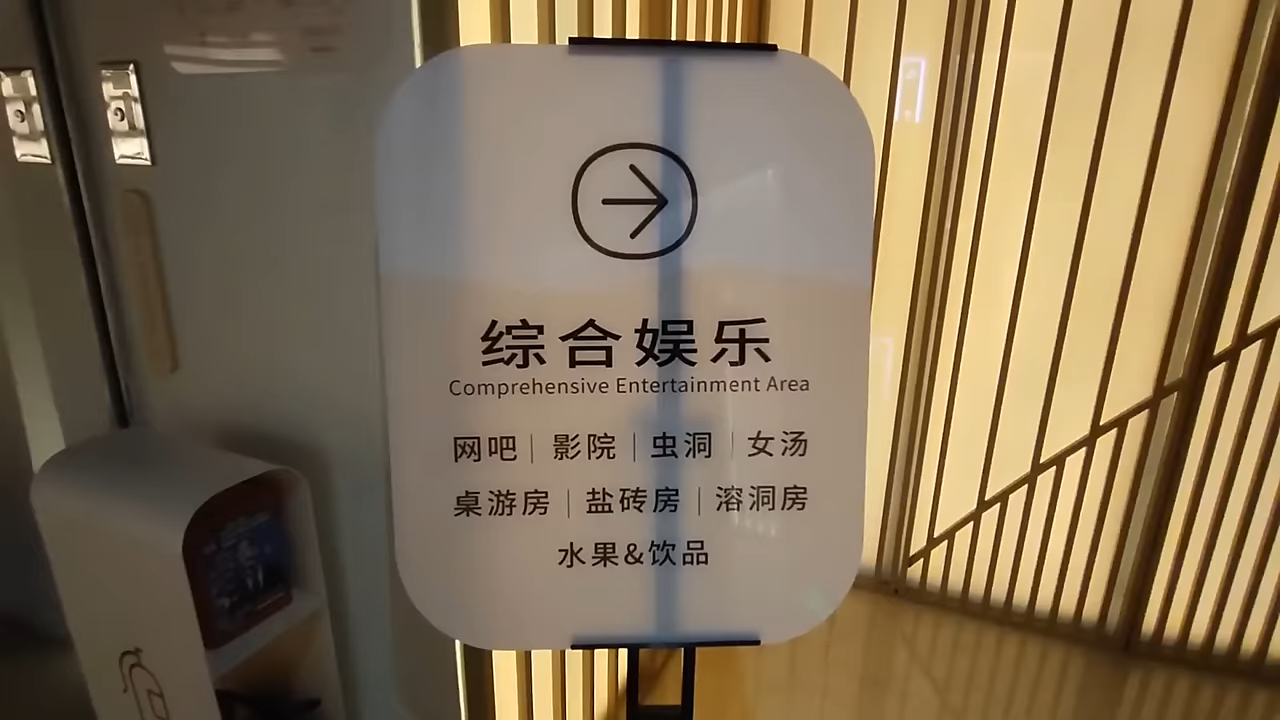 综合娱乐
Comprehensive Entertainment Area
网吧｜影院｜虫洞｜女汤
桌游房｜盐砖房｜溶洞房
水果&饮品